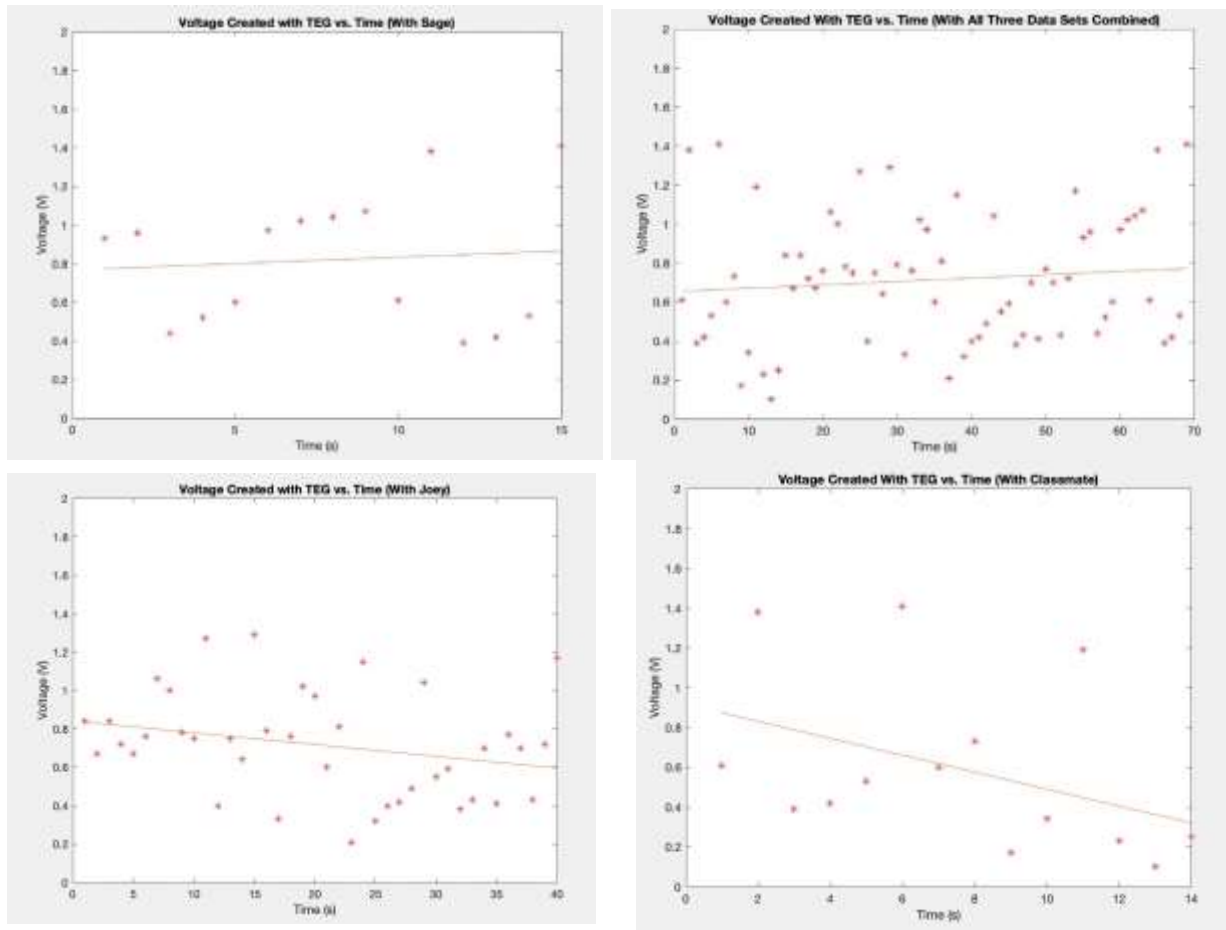 Voltage Created with TEG vs. Time (With Sage)
2
1.8
1.6
1.4
1.2
1
0.8
0.6
0.4
0.2
0
Voltage (V)
0 5 10 15
Time (s)
Voltage Created With TEG vs. Time (With All Three Data Sets Combined)
2
1.8
1.6
1.4
1.2
1
0.8
0.6
0.4
0.2
0
Voltage (V)
0 10 20 30 40 50 60 70
Time (s)
Voltage Created with TEG vs. Time (With Joey)
2
1.8
1.6
1.4
1.2
1
0.8
0.6
0.4
0.2
0
Voltage (V)
0 5 10 15 20 25 30 35 40
Time (s)
Voltage Created With TEG vs. Time (With Classmate)
2
1.8
1.6
1.4
1.2
1
0.8
0.6
0.4
0.2
0
Voltage (V)
0 2 4 6 8 10 12 14
Time (s)